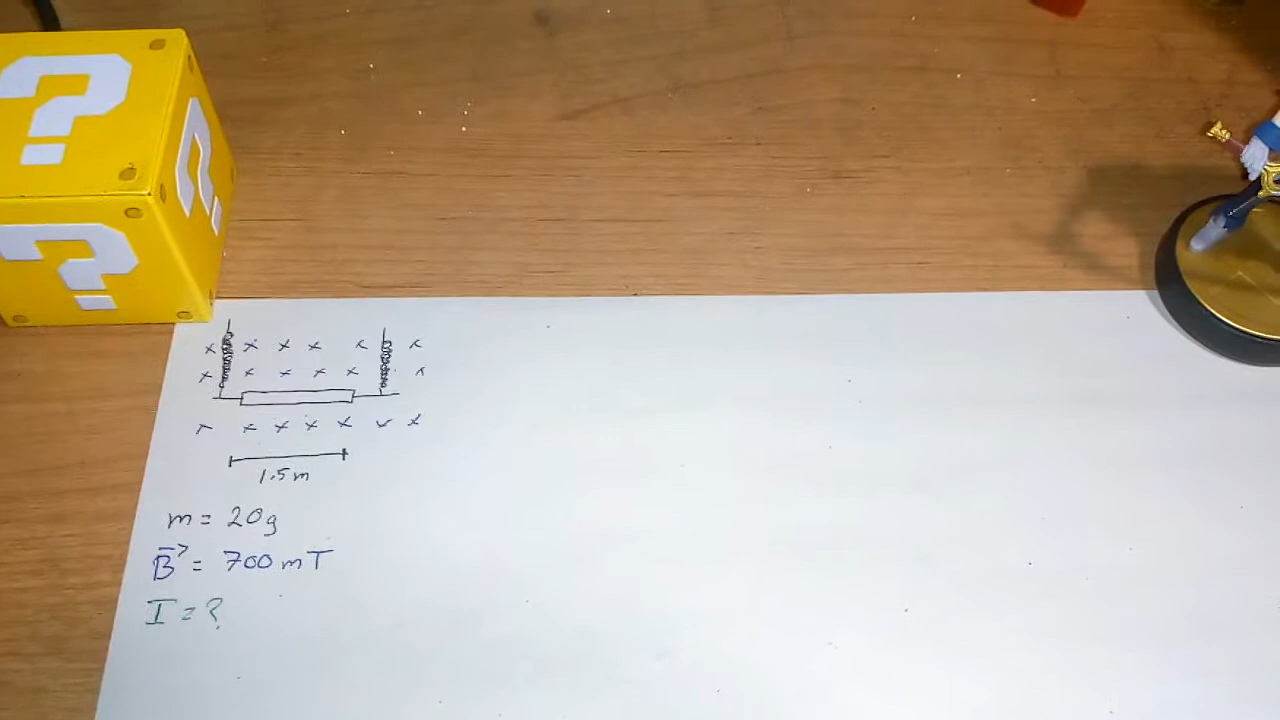 ? ? ?
x x x x x x
x x x x x x
x x x x x x x
1.5m
m = 20g
B⃗ = 700 mT
I = ?